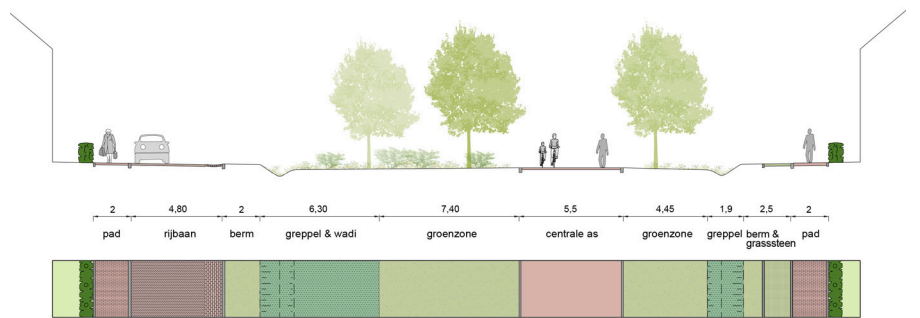 2 4,80 2 6,30 7,40 5,5 4,45 1,9 2,5 2
pad rijbaan berm greppel & wadi groenzone centrale as groenzone greppel berm & pad
grasssteen